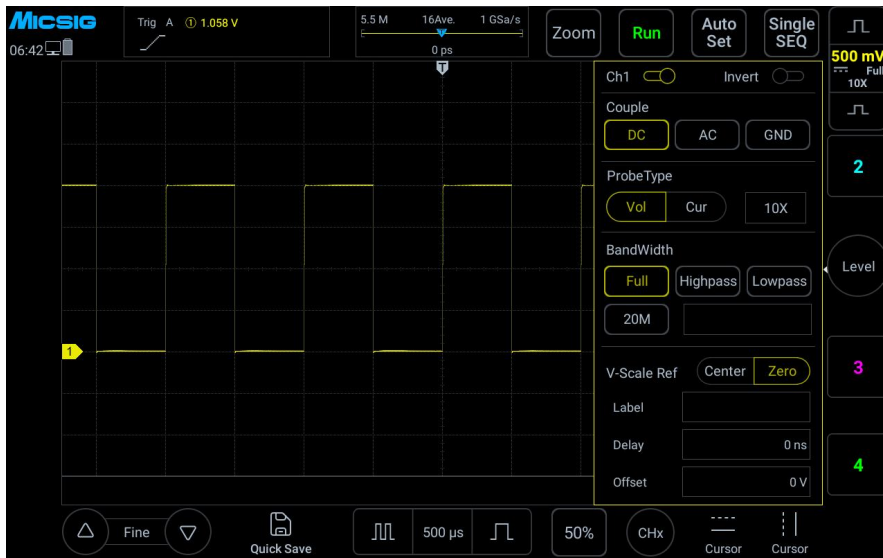 Micsig
Trig A ① 1.058 V
5.5 M 16Ave. 1 GSa/s
0 ps
T
06:42
Zoom
Run
Auto
Set
Single
SEQ
500 mV
Full
10X
Ch1
Invert
Couple
DC AC GND
ProbeType
Vol Cur 10X
BandWidth
Full Highpass Lowpass
20M
V-Scale Ref Center Zero
Label
Delay 0 ns
Offset 0 V
2
Level
3
4
1
Fine
Quick Save
500 µs
50%
CHx
Cursor
Cursor